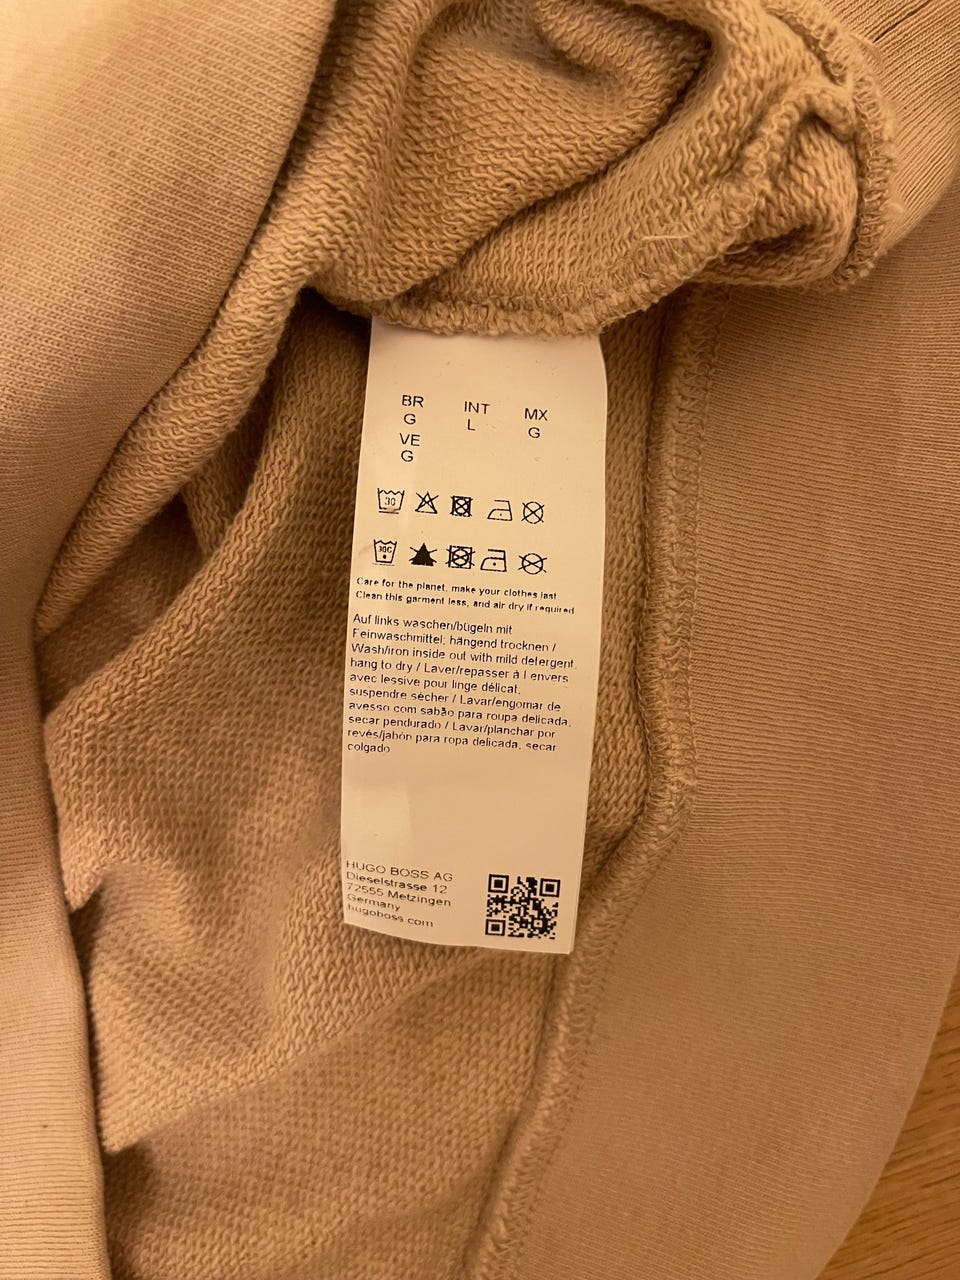 BR INT MX
G L G
VE
G
30
30C
Care for the planet, make your clothes last
Clean this garment less, and air dry if required
Auf links waschen/bügeln mit
Feinwaschmittel; hängend trocknen /
Wash/iron inside out with mild detergent,
hang to dry / Laver/repasser à l envers
avec lessive pour linge délicat,
suspendre sécher / Lavar/engomar de
avesso com sabão para roupa delicada,
secar pendurado / Lavar/planchar por
revés/jabón para ropa delicada, secar
colgado
HUGO BOSS AG
Dieselstrasse 12
72555 Metzingen
Germany
hugoboss.com